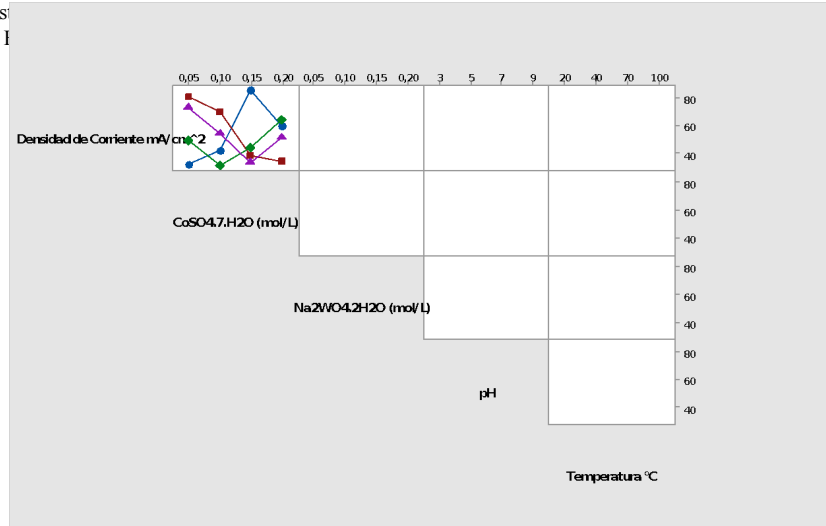 0,05 0,10 0,15 0,20 0,05 0,10 0,15 0,20 3 5 7 9 20 40 70 100
80
Densidad de Corriente mA/cm^2 60
40
80
CoSO4.7.H2O (mol/L) 60
40
80
Na2WO4.2H2O (mol/L) 60
40
80
pH 60
40
Temperatura °C